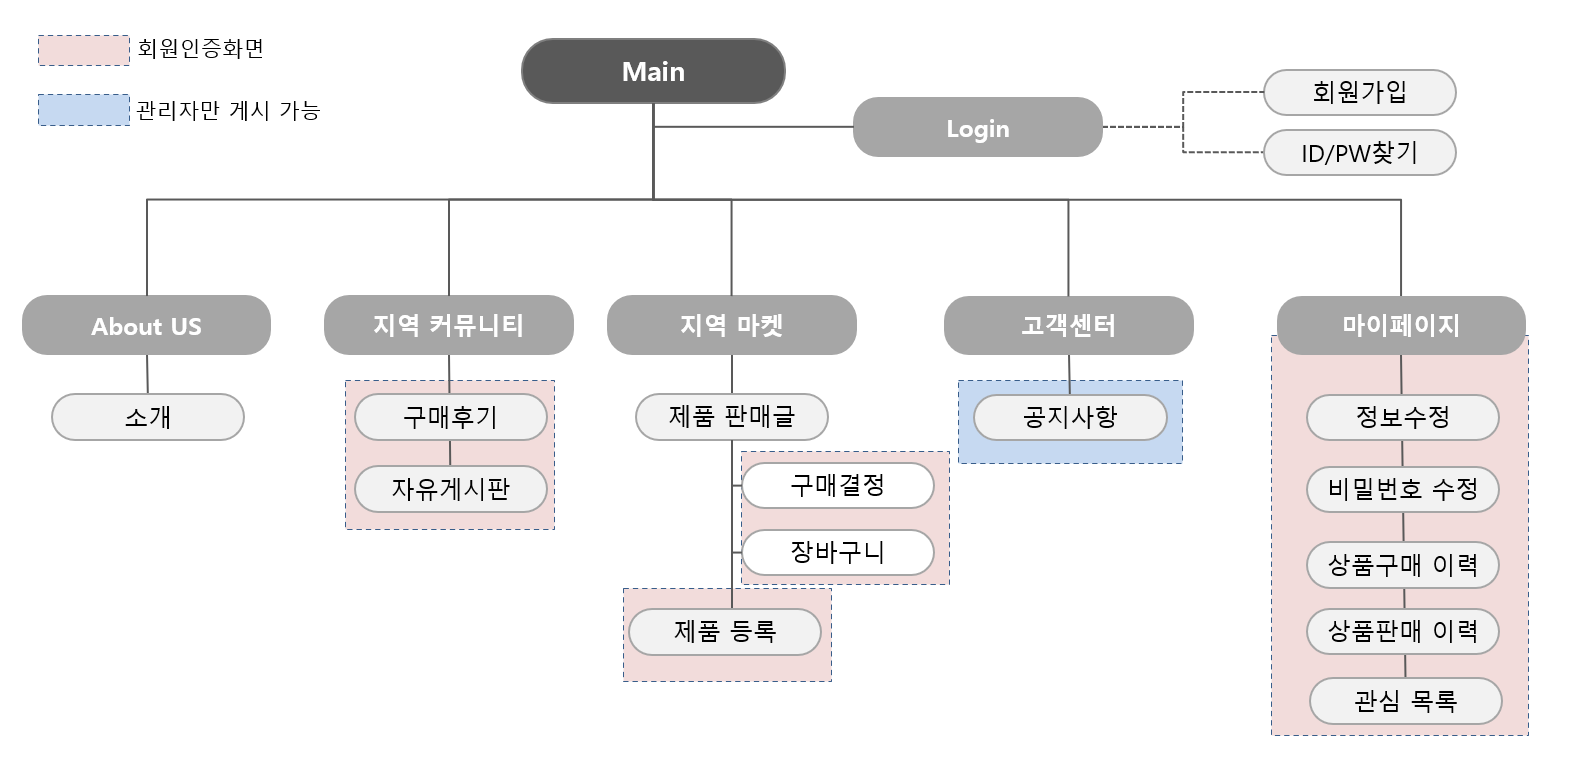 회원인증화면
관리자만 게시 가능
Main
Login
회원가입
ID/PW찾기
About US
지역 커뮤니티
지역 마켓
고객센터
마이페이지
소개
구매후기
자유게시판
제품 판매글
구매결정
장바구니
제품 등록
공지사항
정보수정
비밀번호 수정
상품구매 이력
상품판매 이력
관심 목록